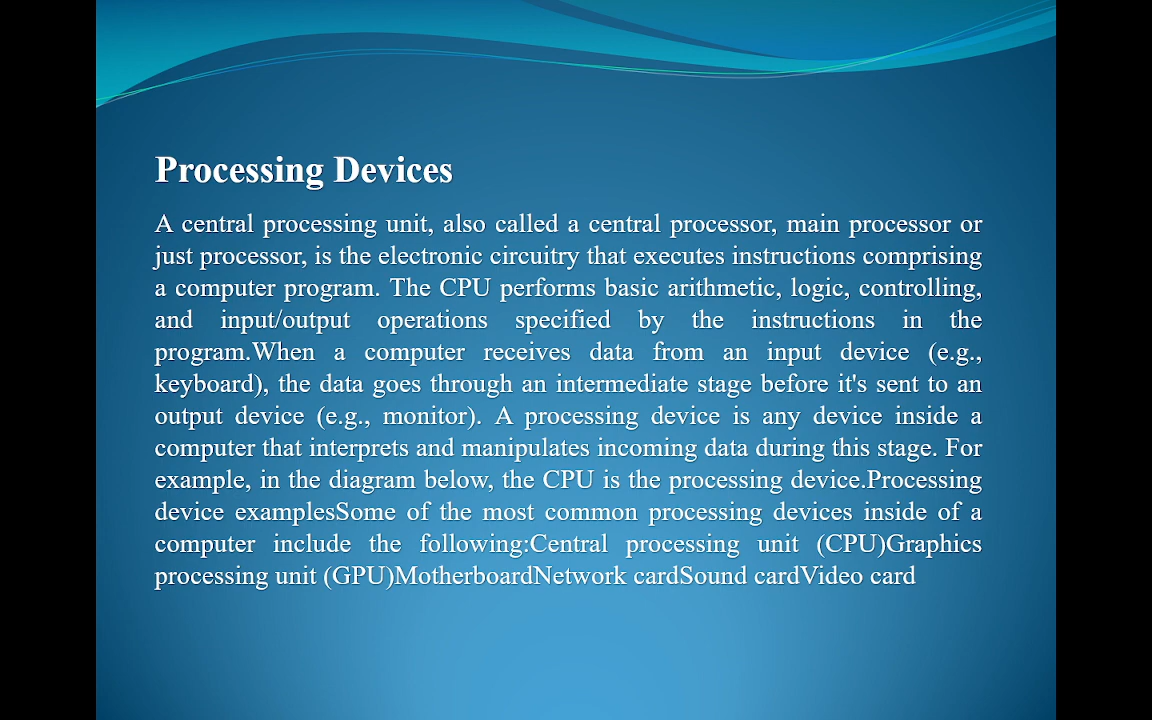 Processing Devices
A central processing unit, also called a central processor, main processor or
just processor, is the electronic circuitry that executes instructions comprising
a computer program. The CPU performs basic arithmetic, logic, controlling,
and input/output operations specified by the instructions in the
program.When a computer receives data from an input device (e.g.,
keyboard), the data goes through an intermediate stage before it's sent to an
output device (e.g., monitor). A processing device is any device inside a
computer that interprets and manipulates incoming data during this stage. For
example, in the diagram below, the CPU is the processing device.Processing
device examplesSome of the most common processing devices inside of a
computer include the following:Central processing unit (CPU)Graphics
processing unit (GPU)MotherboardNetwork cardSound cardVideo card